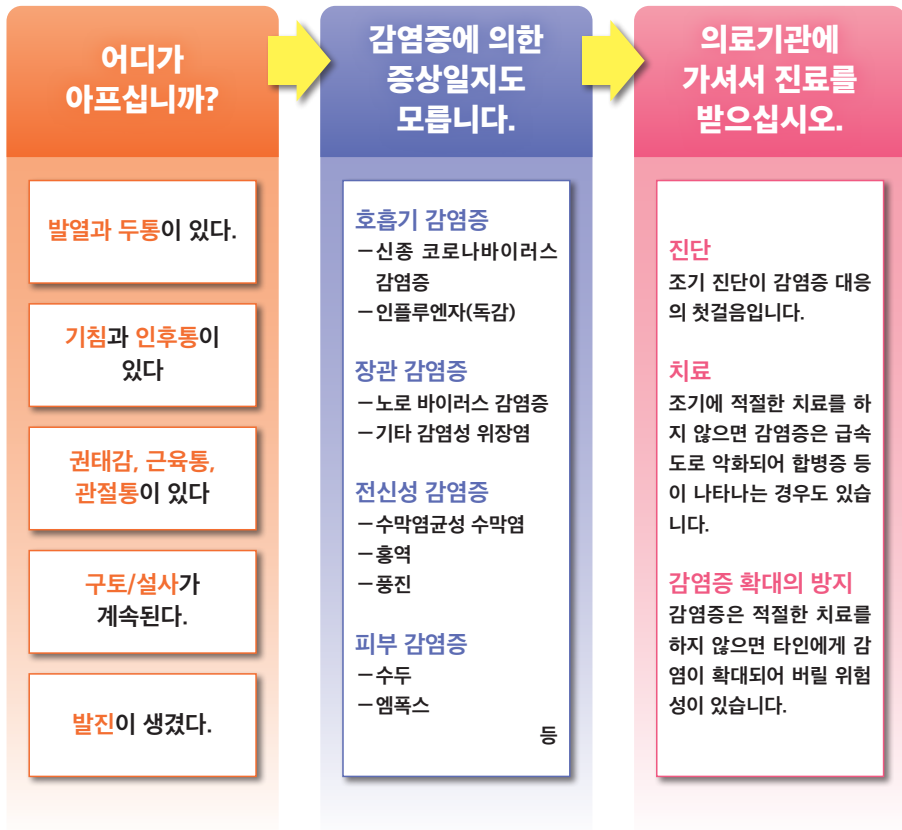 어디가
아프십니까?
발열과 두통이 있다.
기침과 인후통이
있다
권태감, 근육통,
관절통이 있다
구토/설사가
계속된다.
발진이 생겼다.
감염증에 의한
증상일지도
모릅니다.
호흡기 감염증
－신종 코로나바이러스
감염증
－인플루엔자(독감)
장관 감염증
－노로 바이러스 감염증
－기타 감염성 위장염
전신성 감염증
－수막염균성 수막염
－홍역
－풍진
피부 감염증
－수두
－엠폭스
등
의료기관에
가셔서 진료를
받으십시오.
진단
조기 진단이 감염증 대응
의 첫걸음입니다.
치료
조기에 적절한 치료를 하
지 않으면 감염증은 급속
도로 악화되어 합병증 등
이 나타나는 경우도 있습
니다.
감염증 확대의 방지
감염증은 적절한 치료를
하지 않으면 타인에게 감
염이 확대되어 버릴 위험
성이 있습니다.